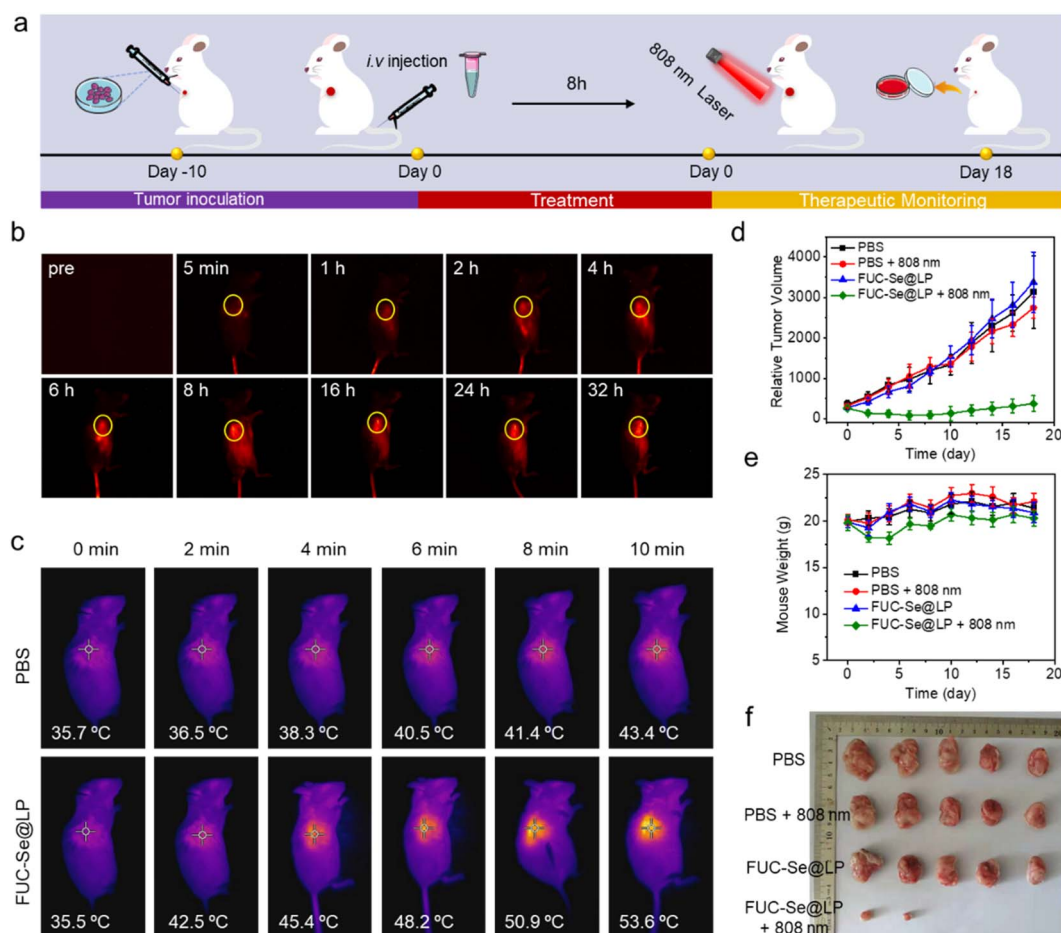 a
i.v injection
8h
808 nm Laser
Day -10
Day 0
Day 0
Day 18
Tumor inoculation
Treatment
Therapeutic Monitoring
b
pre
5 min
1 h
2 h
4 h
6 h
8 h
16 h
24 h
32 h
c
0 min
2 min
4 min
6 min
8 min
10 min
PBS
35.7 ºC
36.5 ºC
38.3 ºC
40.5 ºC
41.4 ºC
43.4 ºC
FUC-Se@LP
35.5 ºC
42.5 ºC
45.4 ºC
48.2 ºC
50.9 ºC
53.6 ºC
d
PBS
PBS + 808 nm
FUC-Se@LP
FUC-Se@LP + 808 nm
Relative Tumor Volume
4000
3000
2000
1000
0
0
5
10
15
20
Time (day)
e
Mouse Weight (g)
25
20
15
10
5
PBS
PBS + 808 nm
FUC-Se@LP
FUC-Se@LP + 808 nm
0
5
10
15
20
Time (day)
f
PBS
PBS + 808 nm
FUC-Se@LP
FUC-Se@LP
+ 808 nm